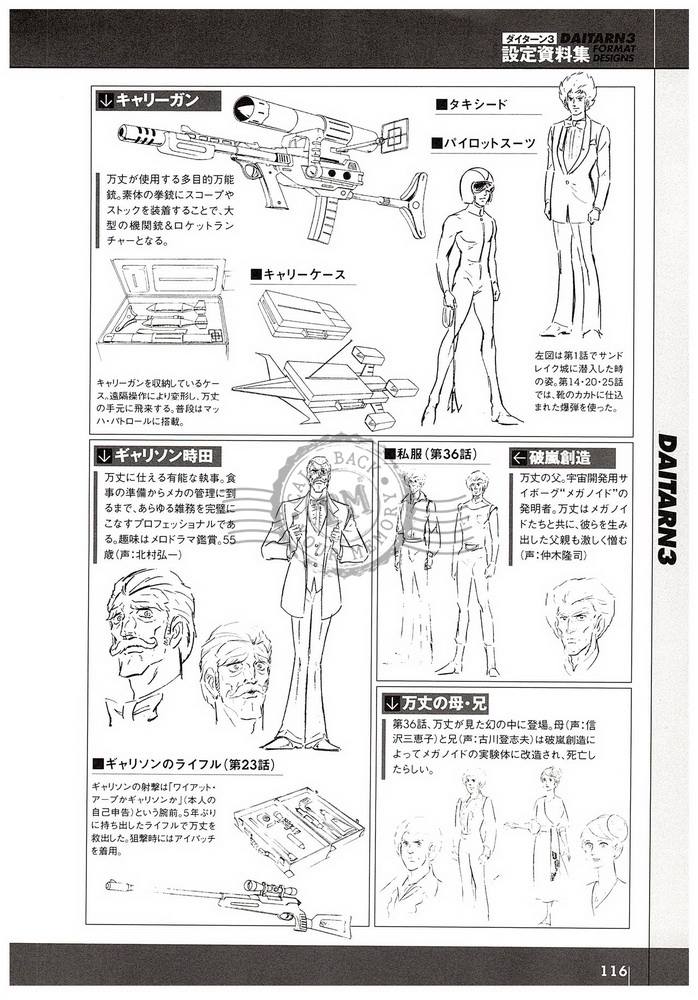 ダイターン3
DAITARN3
設定資料集
FORMAT
DESIGNS
↓キャリーガン
万丈が使用する多目的万能
銃。素体の拳銃にスコープや
ストックを装着することで、大
型の機関銃&ロケットラン
チャーとなる。
■タキシード
■パイロットスーツ
■キャリーケース
キャリーガンを収納しているケー
ス。遠隔操作により変形し、万丈
の手元に飛来する。普段はマッ
ハ・パトロールに搭載。
左図は第1話でサンド
レイク城に潜入した時
の姿。第14・20・25話
では、靴のカカトに仕込
まれた爆弾を使った。
↓ギャリソン時田
万丈に仕える有能な執事。食
事の準備からメカの管理に到
るまで、あらゆる雑務を完璧に
こなすプロフェッショナルであ
る。趣味はメロドラマ鑑賞。55
歳(声:北村弘一)
■私服(第36話)
←破嵐創造
万丈の父。宇宙開発用サ
イボーグ“メガノイド”の
発明者。万丈はメガノイ
ドたちと共に、彼らを生み
出した父親も激しく憎む
(声:仲木隆司)
↓万丈の母・兄
第36話、万丈が見た幻の中に登場。母(声:信
沢三恵子)と兄(声:古川登志夫)は破嵐創造に
よってメガノイドの実験体に改造され、死亡し
たらしい。
■ギャリソンのライフル(第23話)
ギャリソンの射撃は「ワイアット・
アープかギャリソンか」(本人の
自己申告)という腕前。5年ぶり
に持ち出したライフルで万丈を
救出した。狙撃時にはアイパッチ
を着用。
DAITARN3
116
BACK
MEMORY